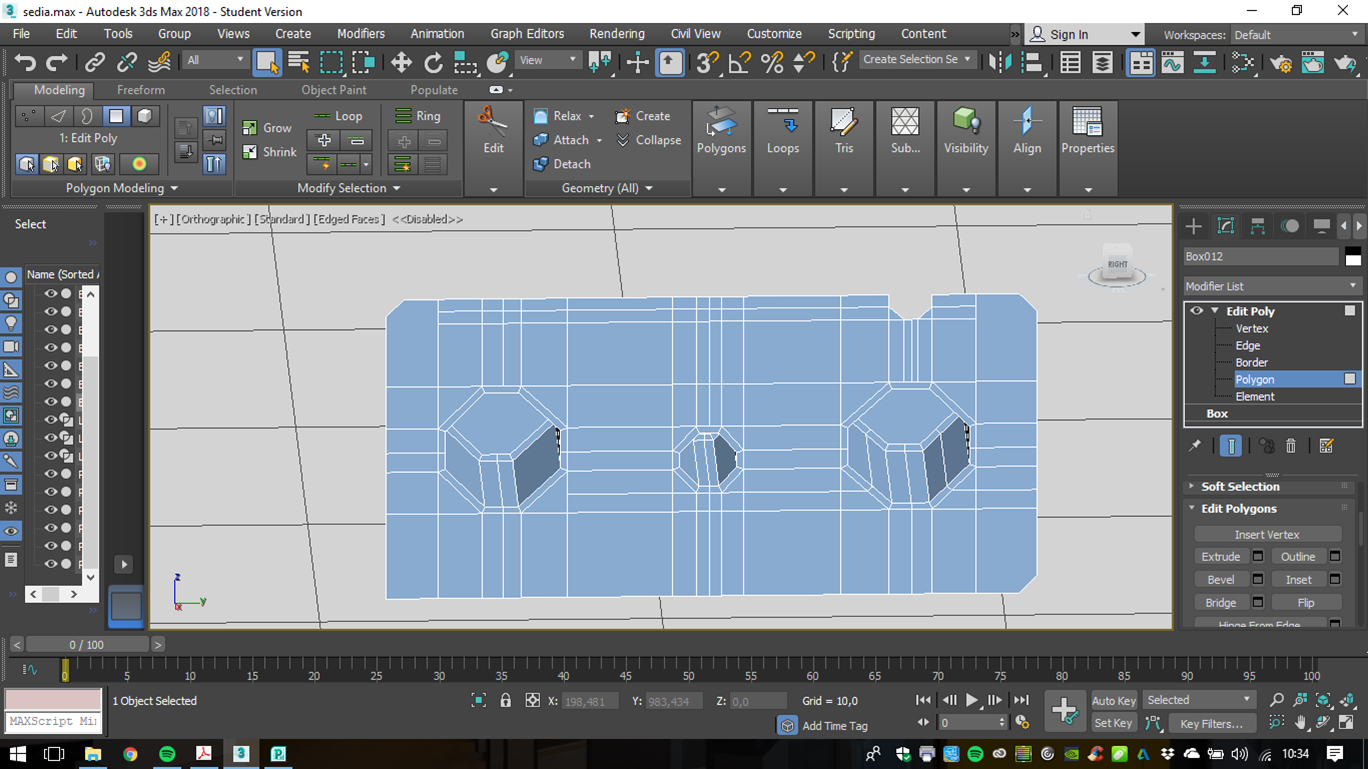 sedia.max - Autodesk 3ds Max 2018 - Student Version
File Edit Tools Group Views Create Modifiers Animation Graph Editors Rendering Civil View Customize Scripting Content
Sign In
Workspaces: Default
All
View
Create Selection Se
Modeling Freeform Selection Object Paint Populate
1: Edit Poly
Polygon Modeling
Grow
Shrink
Loop
Ring
Modify Selection
Edit
Relax
Create
Attach
Collapse
Detach
Geometry (All)
Polygons
Loops
Tris
Sub...
Visibility
Align
Properties
Select
Name (Sorted A
[+] [Orthographic] [Standard] [Edged Faces] <<Disabled>>
RIGHT
z
y
x
Box012
Modifier List
Edit Poly
Vertex
Edge
Border
Polygon
Element
Box
Soft Selection
Edit Polygons
Insert Vertex
Extrude
Outline
Bevel
Inset
Bridge
Flip
Hinge From Edge
< 0 / 100 >
0 5 10 15 20 25 30 35 40 45 50 55 60 65 70 75 80 85 90 95 100
MAXScript Mi
1 Object Selected
X: 198,481
Y: 983,434
Z: 0,0
Grid = 10,0
Add Time Tag
0
Auto Key
Selected
Set Key
Key Filters...
10:34